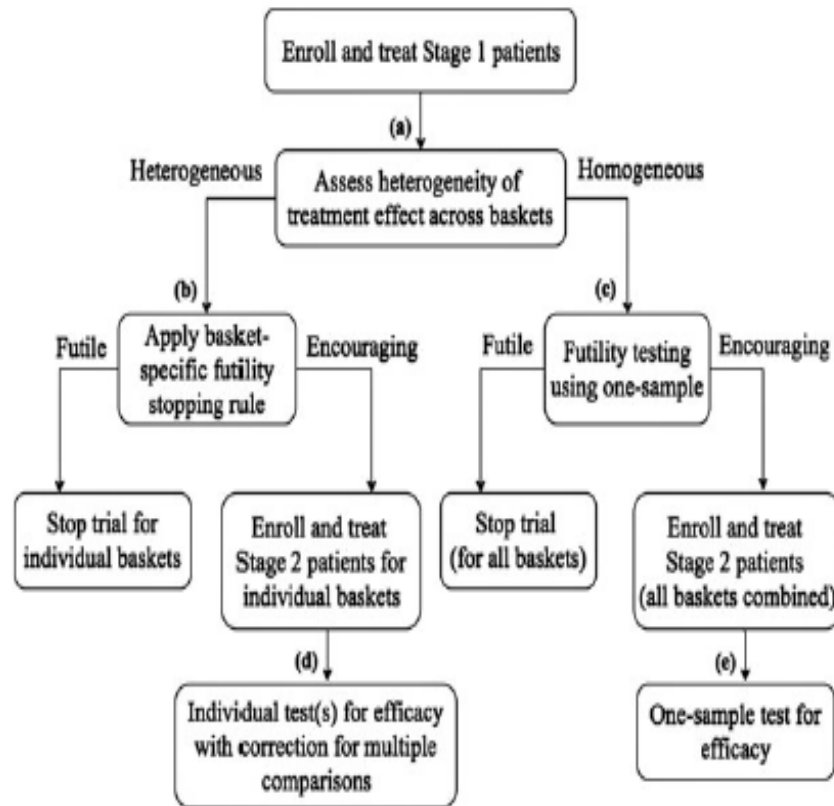 Enroll and treat Stage 1 patients
(a)
Heterogeneous
Homogeneous
Assess heterogeneity of
treatment effect across baskets
(b)
(c)
Futile
Apply basket-
specific futility
stopping rule
Encouraging
Futile
Futility testing
using one-sample
Encouraging
Stop trial for
individual baskets
Enroll and treat
Stage 2 patients for
individual baskets
Stop trial
(for all baskets)
Enroll and treat
Stage 2 patients
(all baskets combined)
(d)
(e)
Individual test(s) for efficacy
with correction for multiple
comparisons
One-sample test for
efficacy